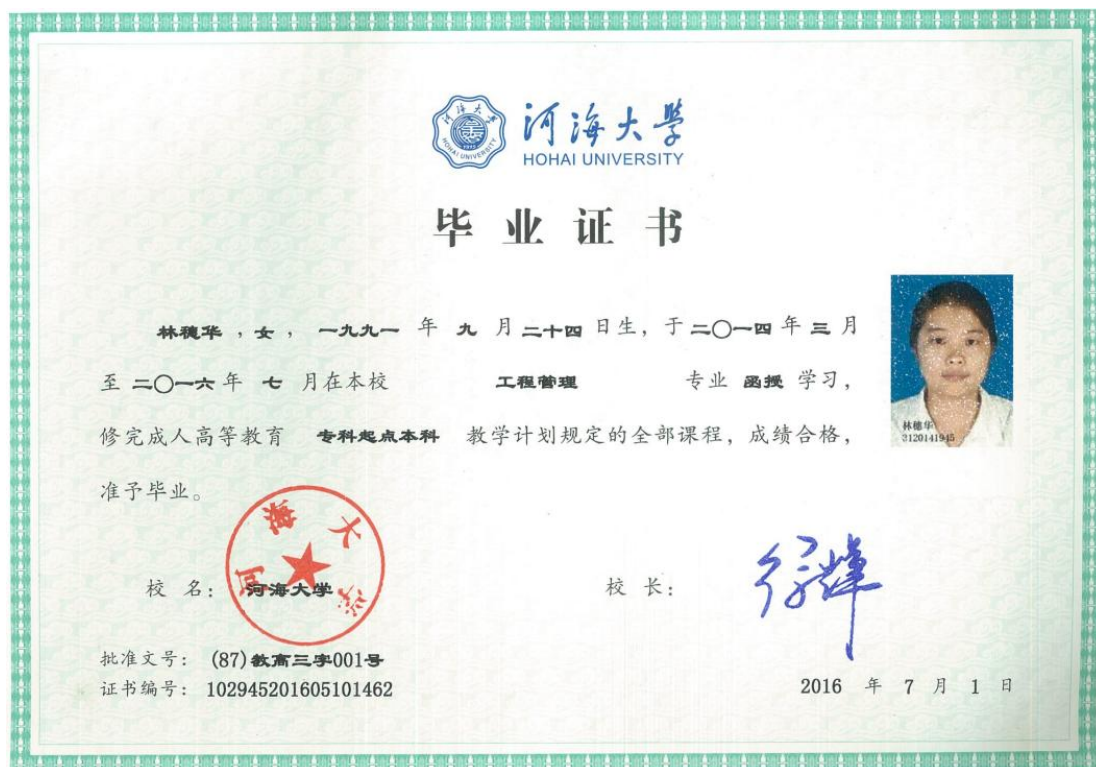 河海大學
HOHAI UNIVERSITY
毕业证书
林穗华，女，一九九一年九月二十四日生，于二〇一四年三月
至二〇一六年七月在本校 工程管理 专业 函授 学习，
修完成人高等教育 专科起点本科 教学计划规定的全部课程，成绩合格，
准予毕业。
林穗华
3120141945
河海大学
校 名： 河海大学
校 长：
批准文号： (87)教高三字001号
证书编号： 102945201605101462
2016 年 7 月 1 日